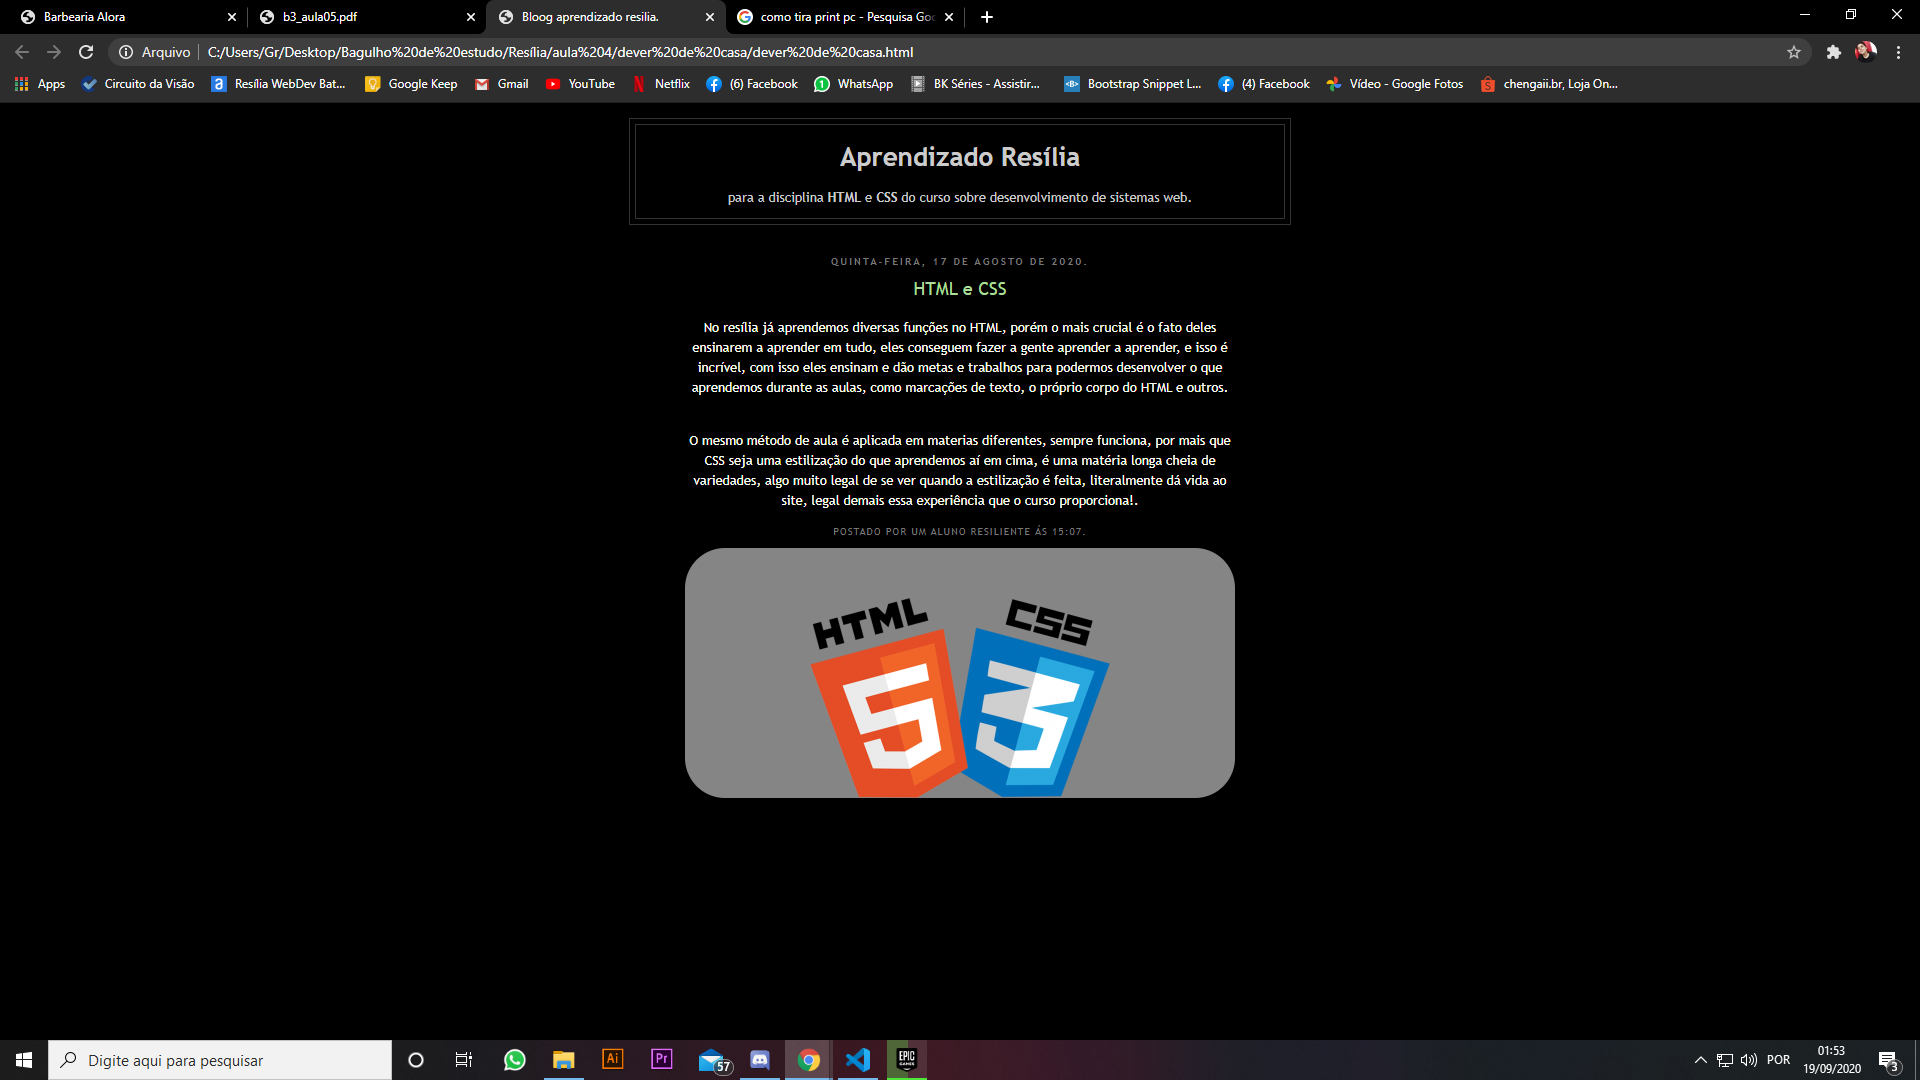 Barbearia Alora
b3_aula05.pdf
Bloog aprendizado resilia.
como tira print pc - Pesquisa Goo
Arquivo
C:/Users/Gr/Desktop/Bagulho%20de%20estudo/Resília/aula%204/dever%20de%20casa/dever%20de%20casa.html
Apps
Circuito da Visão
Resília WebDev Bat...
Google Keep
Gmail
YouTube
Netflix
(6) Facebook
WhatsApp
BK Séries - Assistir...
Bootstrap Snippet L...
(4) Facebook
Vídeo - Google Fotos
chengaii.br, Loja On...
Aprendizado Resília
para a disciplina HTML e CSS do curso sobre desenvolvimento de sistemas web.
QUINTA-FEIRA, 17 DE AGOSTO DE 2020.
HTML e CSS
No resília já aprendemos diversas funções no HTML, porém o mais crucial é o fato deles
ensinarem a aprender em tudo, eles conseguem fazer a gente aprender a aprender, e isso é
incrível, com isso eles ensinam e dão metas e trabalhos para podermos desenvolver o que
aprendemos durante as aulas, como marcações de texto, o próprio corpo do HTML e outros.
O mesmo método de aula é aplicada em materias diferentes, sempre funciona, por mais que
CSS seja uma estilização do que aprendemos aí em cima, é uma matéria longa cheia de
variedades, algo muito legal de se ver quando a estilização é feita, literalmente dá vida ao
site, legal demais essa experiência que o curso proporciona!.
POSTADO POR UM ALUNO RESILIENTE ÁS 15:07.
HTML
CSS
5
3
Digite aqui para pesquisar
Ai
Pr
57
EPIC
GAMES
POR
01:53
19/09/2020
3